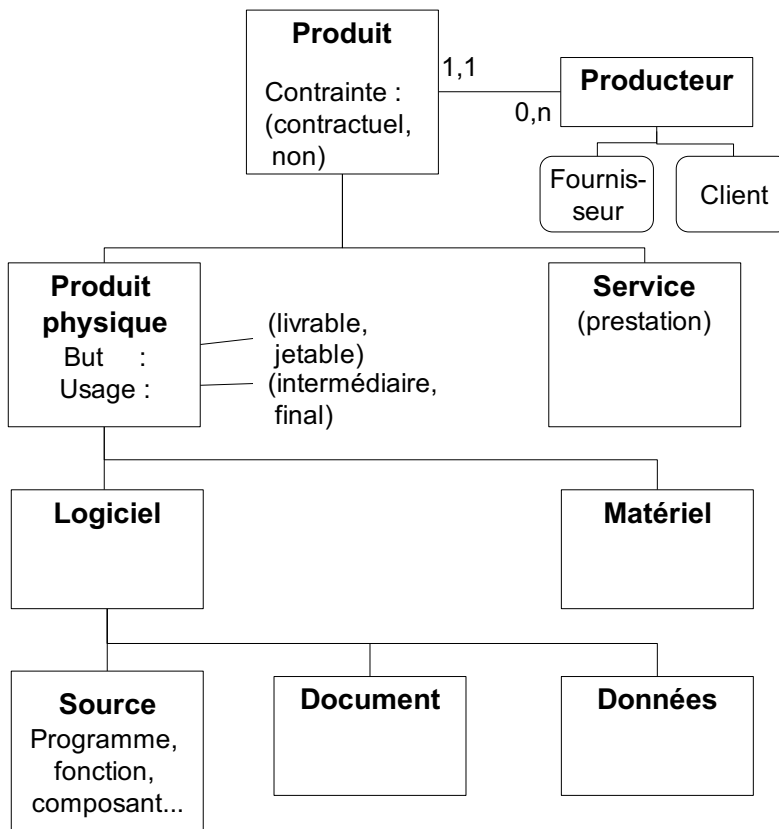 Produit
Contrainte :
(contractuel,
non)
1,1
0,n
Producteur
Fournis-
seur
Client
Produit
physique
But :
Usage :
(livrable,
jetable)
(intermédiaire,
final)
Service
(prestation)
Logiciel
Matériel
Source
Programme,
fonction,
composant...
Document
Données